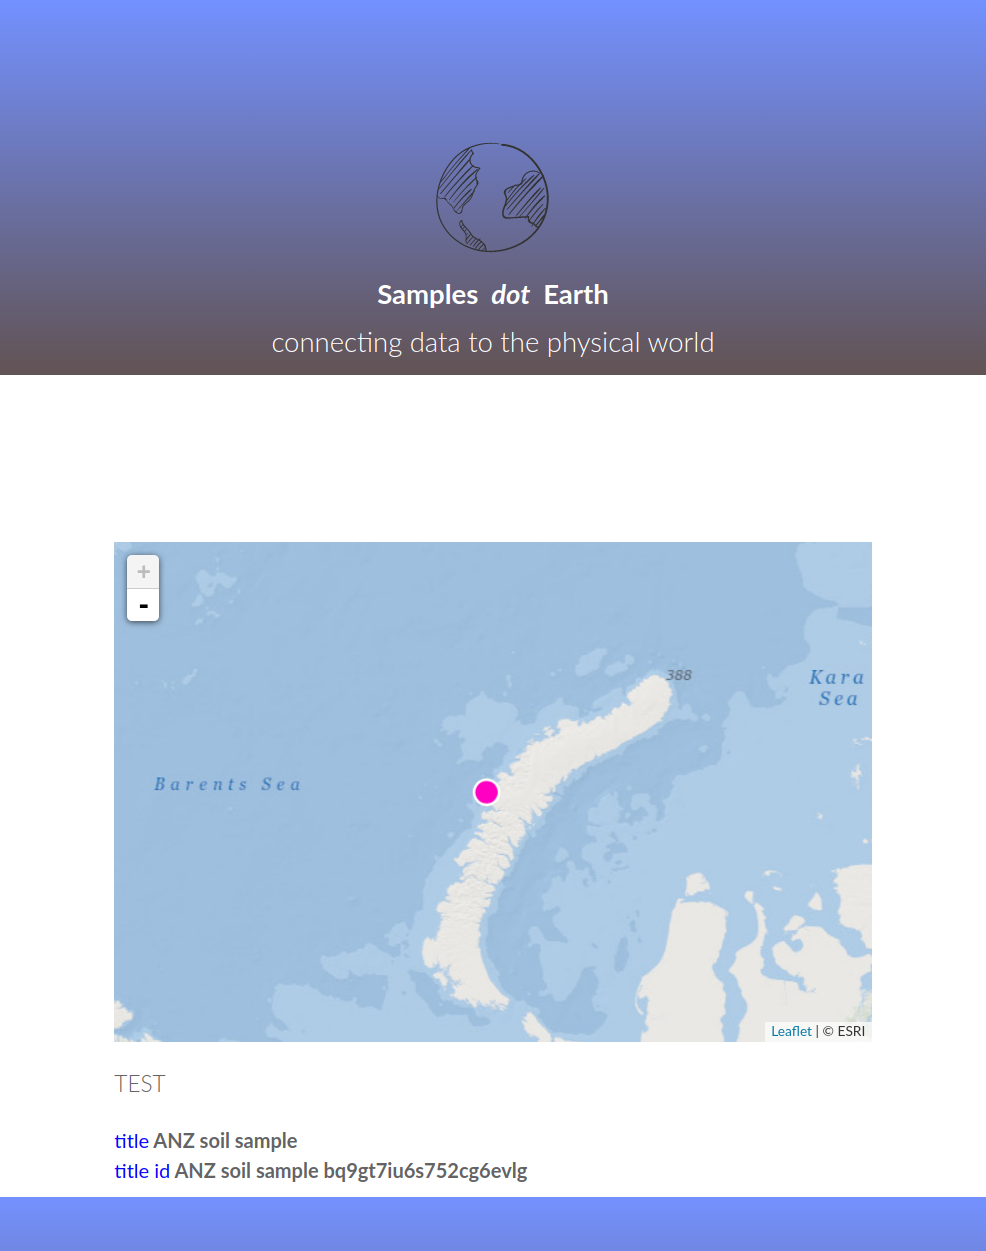 Samples dot Earth
connecting data to the physical world
+
-
388
Kara
Sea
Barents Sea
Leaflet | © ESRI
TEST
title ANZ soil sample
title id ANZ soil sample bq9gt7iu6s752cg6evlg